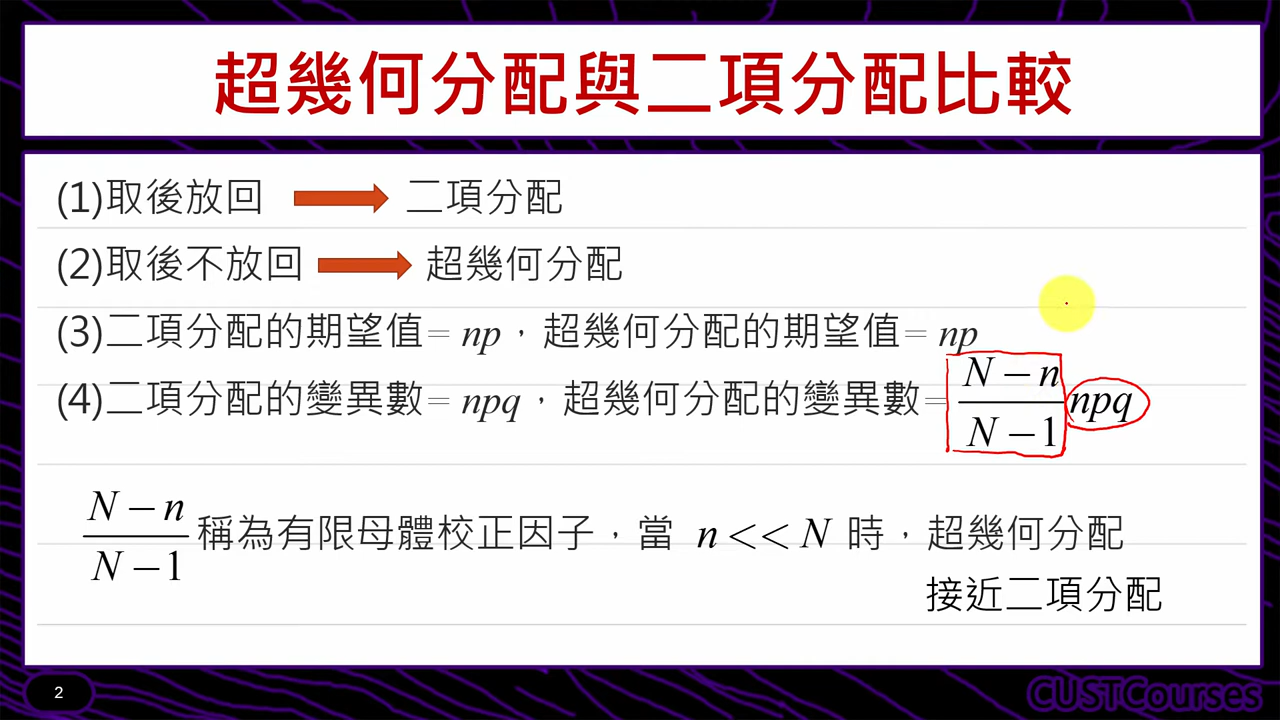 超幾何分配與二項分配比較
(1)取後放回 二項分配
(2)取後不放回 超幾何分配
(3)二項分配的期望值= np，超幾何分配的期望值= np
(4)二項分配的變異數= npq，超幾何分配的變異數= \frac{N-n}{N-1} npq
\frac{N-n}{N-1} 稱為有限母體校正因子，當 n << N 時，超幾何分配
接近二項分配
2
CUSTCourses